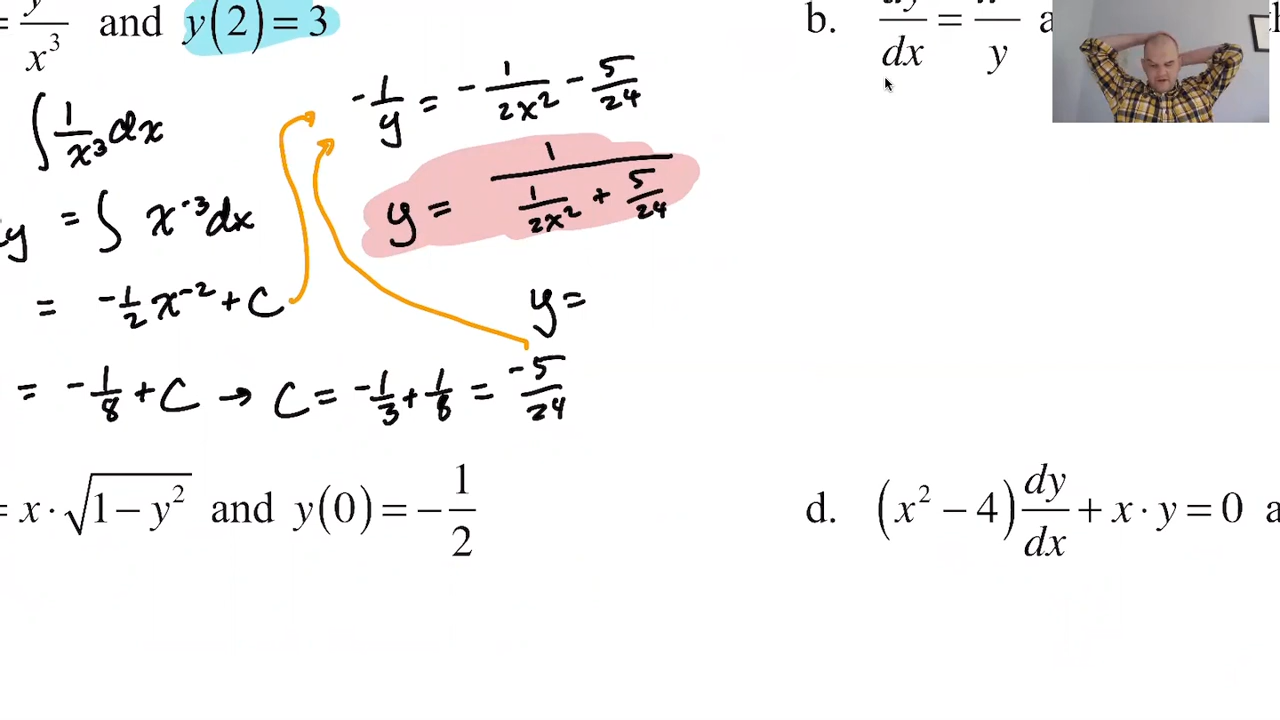 = y/x³ and y(2) = 3
∫ 1/x³ dx
y = ∫ x⁻³ dx
= -1/2 x⁻² + C
= -1/8 + C → C = -1/3 + 1/8 = -5/24
-1/y = -1/2x² - 5/24
y = 1/(1/2x² + 5/24)
y =
b. dy/dx = /y
= x · √(1 − y²) and y(0) = −1/2
d. (x² − 4) dy/dx + x · y = 0